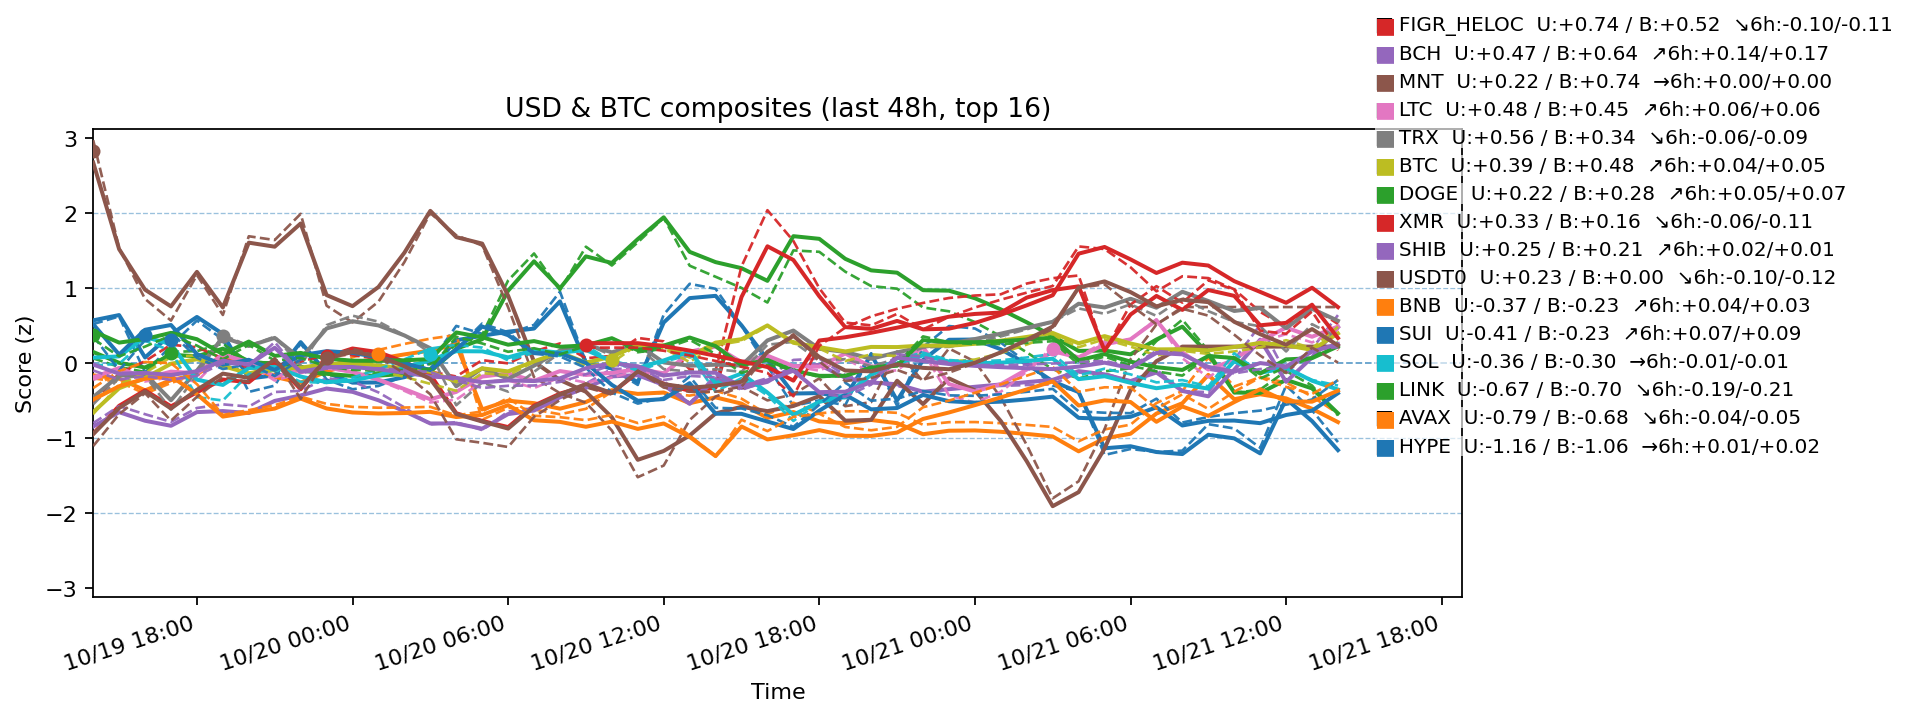 FIGR_HELOC U:+0.74 / B:+0.52 ↘6h:-0.10/-0.11
BCH U:+0.47 / B:+0.64 ↗6h:+0.14/+0.17
MNT U:+0.22 / B:+0.74 →6h:+0.00/+0.00
LTC U:+0.48 / B:+0.45 ↗6h:+0.06/+0.06
TRX U:+0.56 / B:+0.34 ↘6h:-0.06/-0.09
BTC U:+0.39 / B:+0.48 ↗6h:+0.04/+0.05
DOGE U:+0.22 / B:+0.28 ↗6h:+0.05/+0.07
XMR U:+0.33 / B:+0.16 ↘6h:-0.06/-0.11
SHIB U:+0.25 / B:+0.21 ↗6h:+0.02/+0.01
USDT0 U:+0.23 / B:+0.00 ↘6h:-0.10/-0.12
BNB U:-0.37 / B:-0.23 ↗6h:+0.04/+0.03
SUI U:-0.41 / B:-0.23 ↗6h:+0.07/+0.09
SOL U:-0.36 / B:-0.30 →6h:-0.01/-0.01
LINK U:-0.67 / B:-0.70 ↘6h:-0.19/-0.21
AVAX U:-0.79 / B:-0.68 ↘6h:-0.04/-0.05
HYPE U:-1.16 / B:-1.06 →6h:+0.01/+0.02
USD & BTC composites (last 48h, top 16)
Score (z)
3
2
1
0
−1
−2
−3
10/19 18:00
10/20 00:00
10/20 06:00
10/20 12:00
10/20 18:00
10/21 00:00
10/21 06:00
10/21 12:00
10/21 18:00
Time